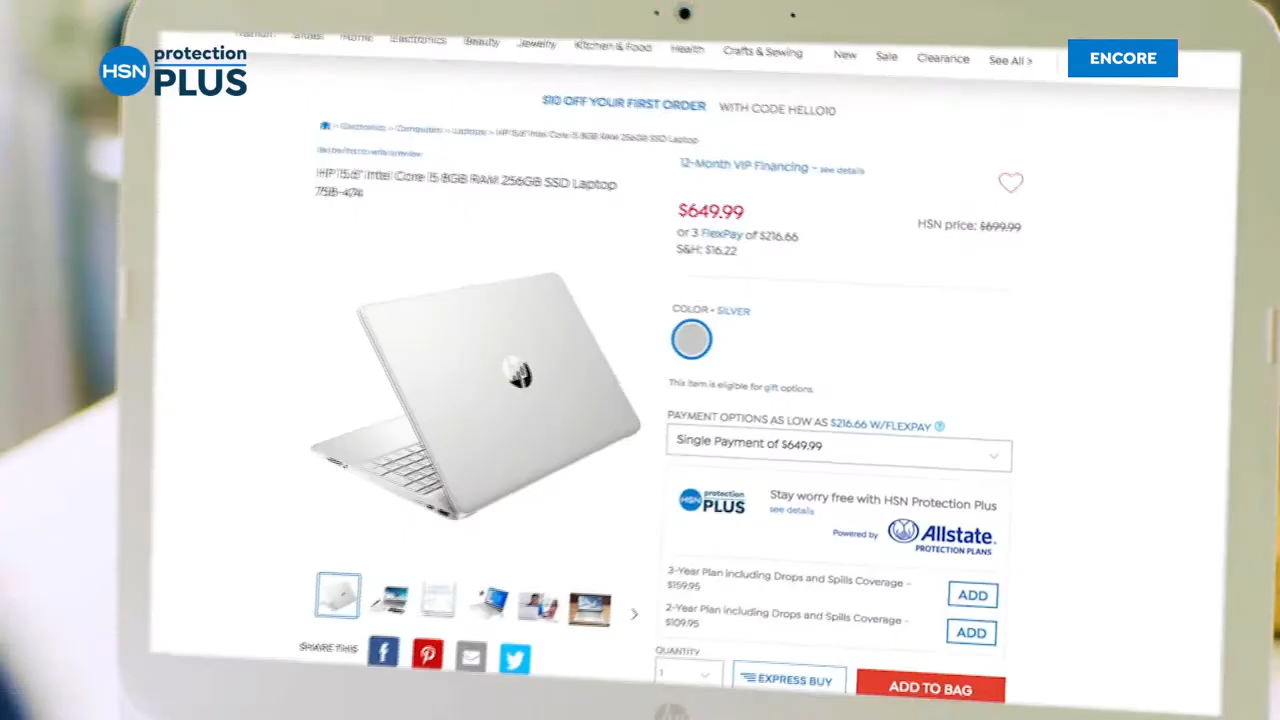 HSN protection PLUS
ENCORE
Fashion Shoes Home Electronics Beauty Jewelry Kitchen & Food Health Crafts & Sewing New Sale Clearance See All >
$10 OFF YOUR FIRST ORDER WITH CODE HELLO10
> Electronics > Computers > Laptops > HP 15.6" Intel Core i5 8GB RAM 256GB SSD Laptop
HP 15.6" Intel Core i5 8GB RAM 256GB SSD Laptop
12-Month VIP Financing - see details
$649.99
HSN price: $699.99
or 3 FlexPay of $216.66
S&H: $16.22
COLOR - SILVER
This item is eligible for gift options.
PAYMENT OPTIONS AS LOW AS $216.66 W/FLEXPAY ?
Single Payment of $649.99
HSN protection PLUS
Stay worry free with HSN Protection Plus
see details
Powered by Allstate.
PROTECTION PLANS
3-Year Plan including Drops and Spills Coverage -
$159.95
ADD
2-Year Plan including Drops and Spills Coverage -
$109.95
ADD
SHARE THIS
QUANTITY
1
EXPRESS BUY
ADD TO BAG